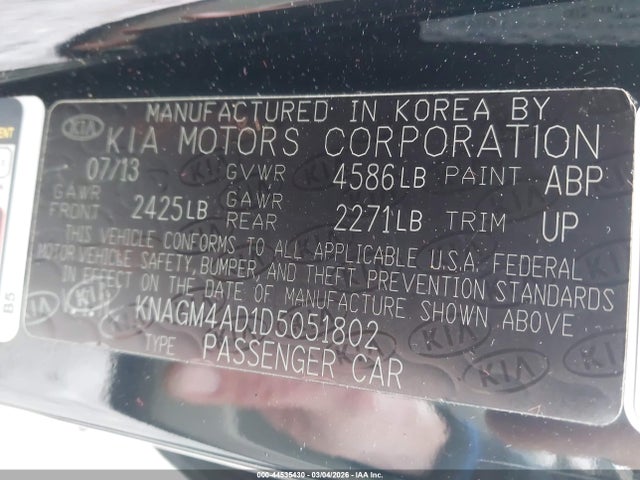 MANUFACTURED IN KOREA BY
KIA KIA MOTORS CORPORATION
07/13 GVWR 4586LB PAINT ABP
GAWR FRONT 2425LB GAWR REAR 2271LB TRIM UP
THIS VEHICLE CONFORMS TO ALL APPLICABLE U.S.A. FEDERAL
MOTOR VEHICLE SAFETY, BUMPER, AND THEFT PREVENTION STANDARDS
IN EFFECT ON THE DATE OF MANUFACTURE SHOWN ABOVE
KNAGM4AD1D5051802
TYPE PASSENGER CAR
B5
000-44535430 - 03/04/2026 - IAA Inc.